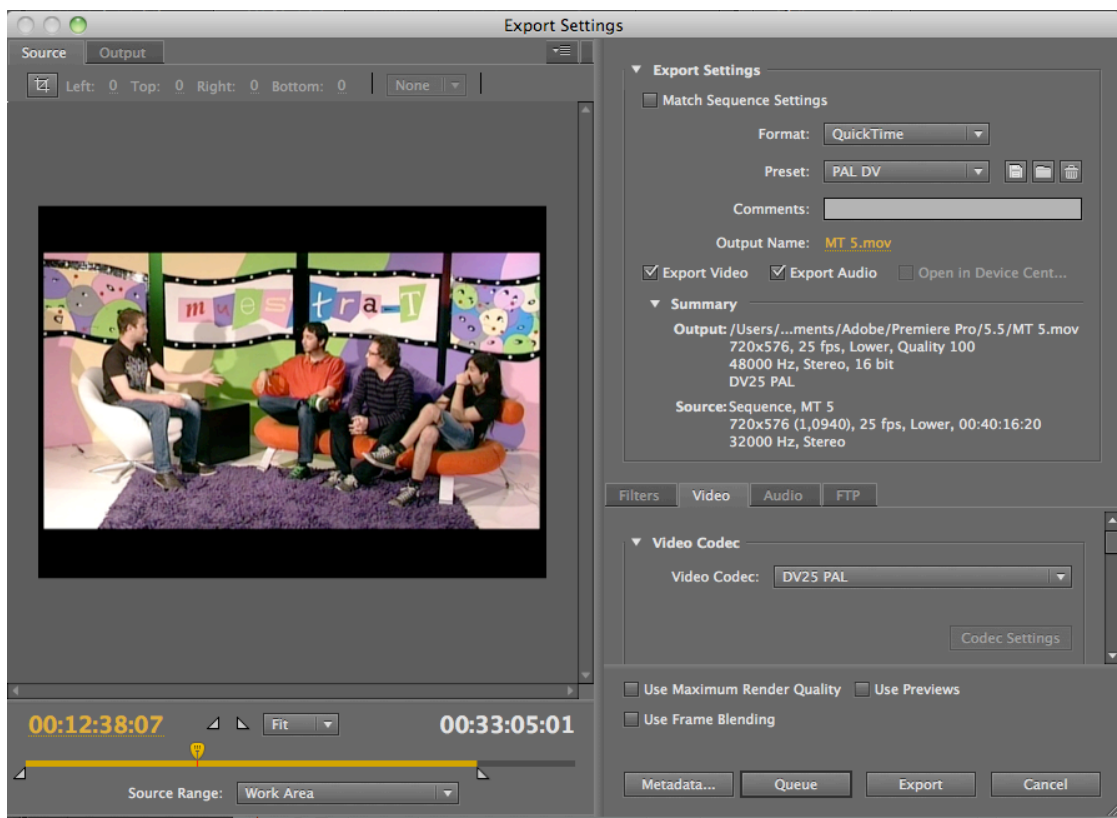 Export Settings
Source Output
Left: 0 Top: 0 Right: 0 Bottom: 0 None
muestra_T
00:12:38:07 Fit 00:33:05:01
Source Range: Work Area
Export Settings
Match Sequence Settings
Format: QuickTime
Preset: PAL DV
Comments:
Output Name: MT 5.mov
Export Video Export Audio Open in Device Cent...
Summary
Output: /Users/...ments/Adobe/Premiere Pro/5.5/MT 5.mov
720x576, 25 fps, Lower, Quality 100
48000 Hz, Stereo, 16 bit
DV25 PAL
Source: Sequence, MT 5
720x576 (1,0940), 25 fps, Lower, 00:40:16:20
32000 Hz, Stereo
Filters Video Audio FTP
Video Codec
Video Codec: DV25 PAL
Codec Settings
Use Maximum Render Quality Use Previews
Use Frame Blending
Metadata... Queue Export Cancel